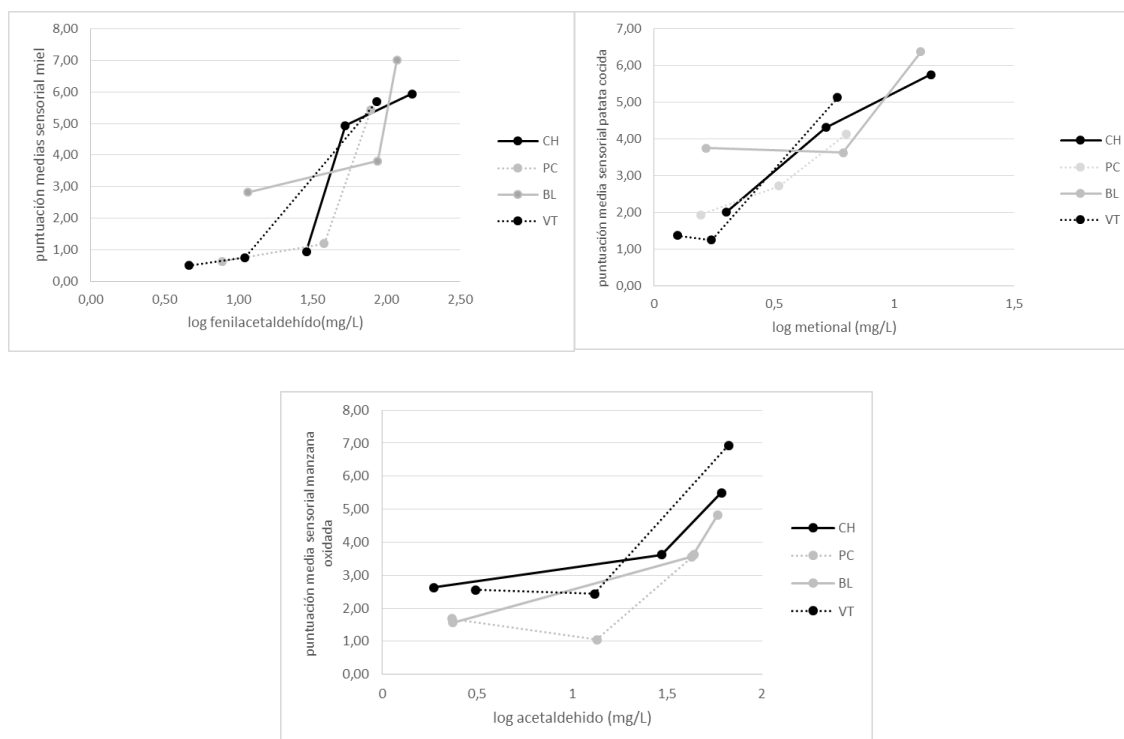 puntuación medias sensorial miel
8,00
7,00
6,00
5,00
4,00
3,00
2,00
1,00
0,00
0,00 0,50 1,00 1,50 2,00 2,50
log fenilacetaldehído(mg/L)
CH
PC
BL
VT
puntuación media sensorial patata cocida
7,00
6,00
5,00
4,00
3,00
2,00
1,00
0,00
0 0,5 1 1,5
log metional (mg/L)
CH
PC
BL
VT
puntuación media sensorial manzana
oxidada
8,00
7,00
6,00
5,00
4,00
3,00
2,00
1,00
0,00
0 0,5 1 1,5 2
log acetaldehido (mg/L)
CH
PC
BL
VT